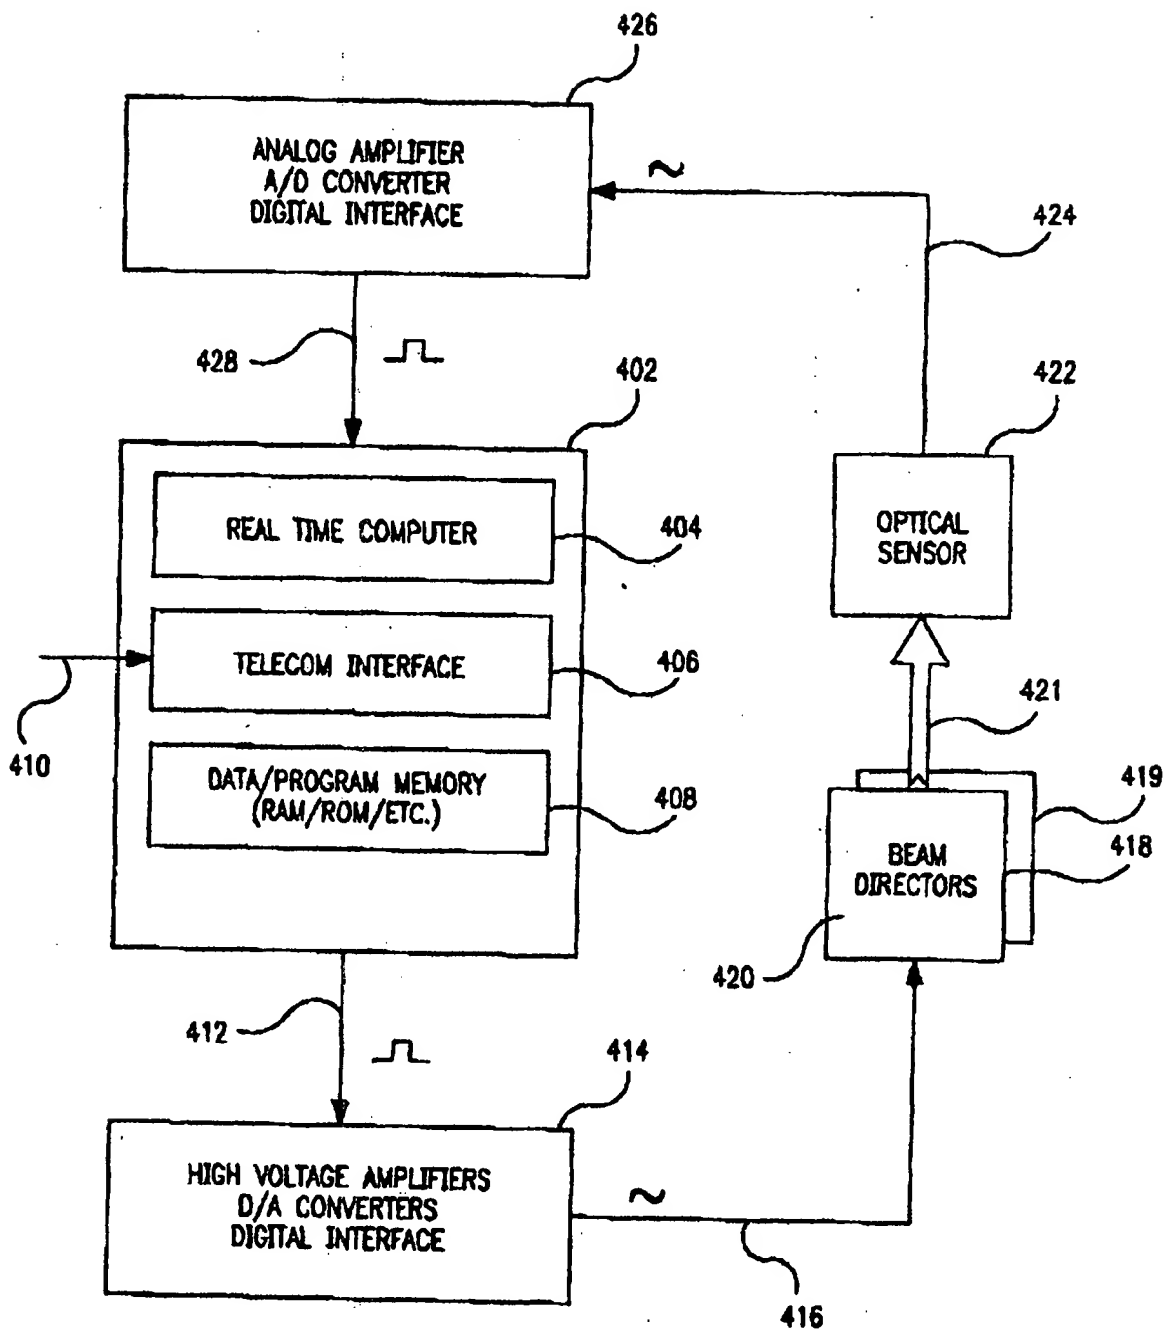 426
ANALOG AMPLIFIER
A/D CONVERTER
DIGITAL INTERFACE
~
424
428
402
422
REAL TIME COMPUTER
404
OPTICAL
SENSOR
TELECOM INTERFACE
406
410
421
DATA/PROGRAM MEMORY
(RAM/ROM/ETC.)
408
419
418
BEAM
DIRECTORS
420
412
414
HIGH VOLTAGE AMPLIFIERS
D/A CONVERTERS
DIGITAL INTERFACE
~
416